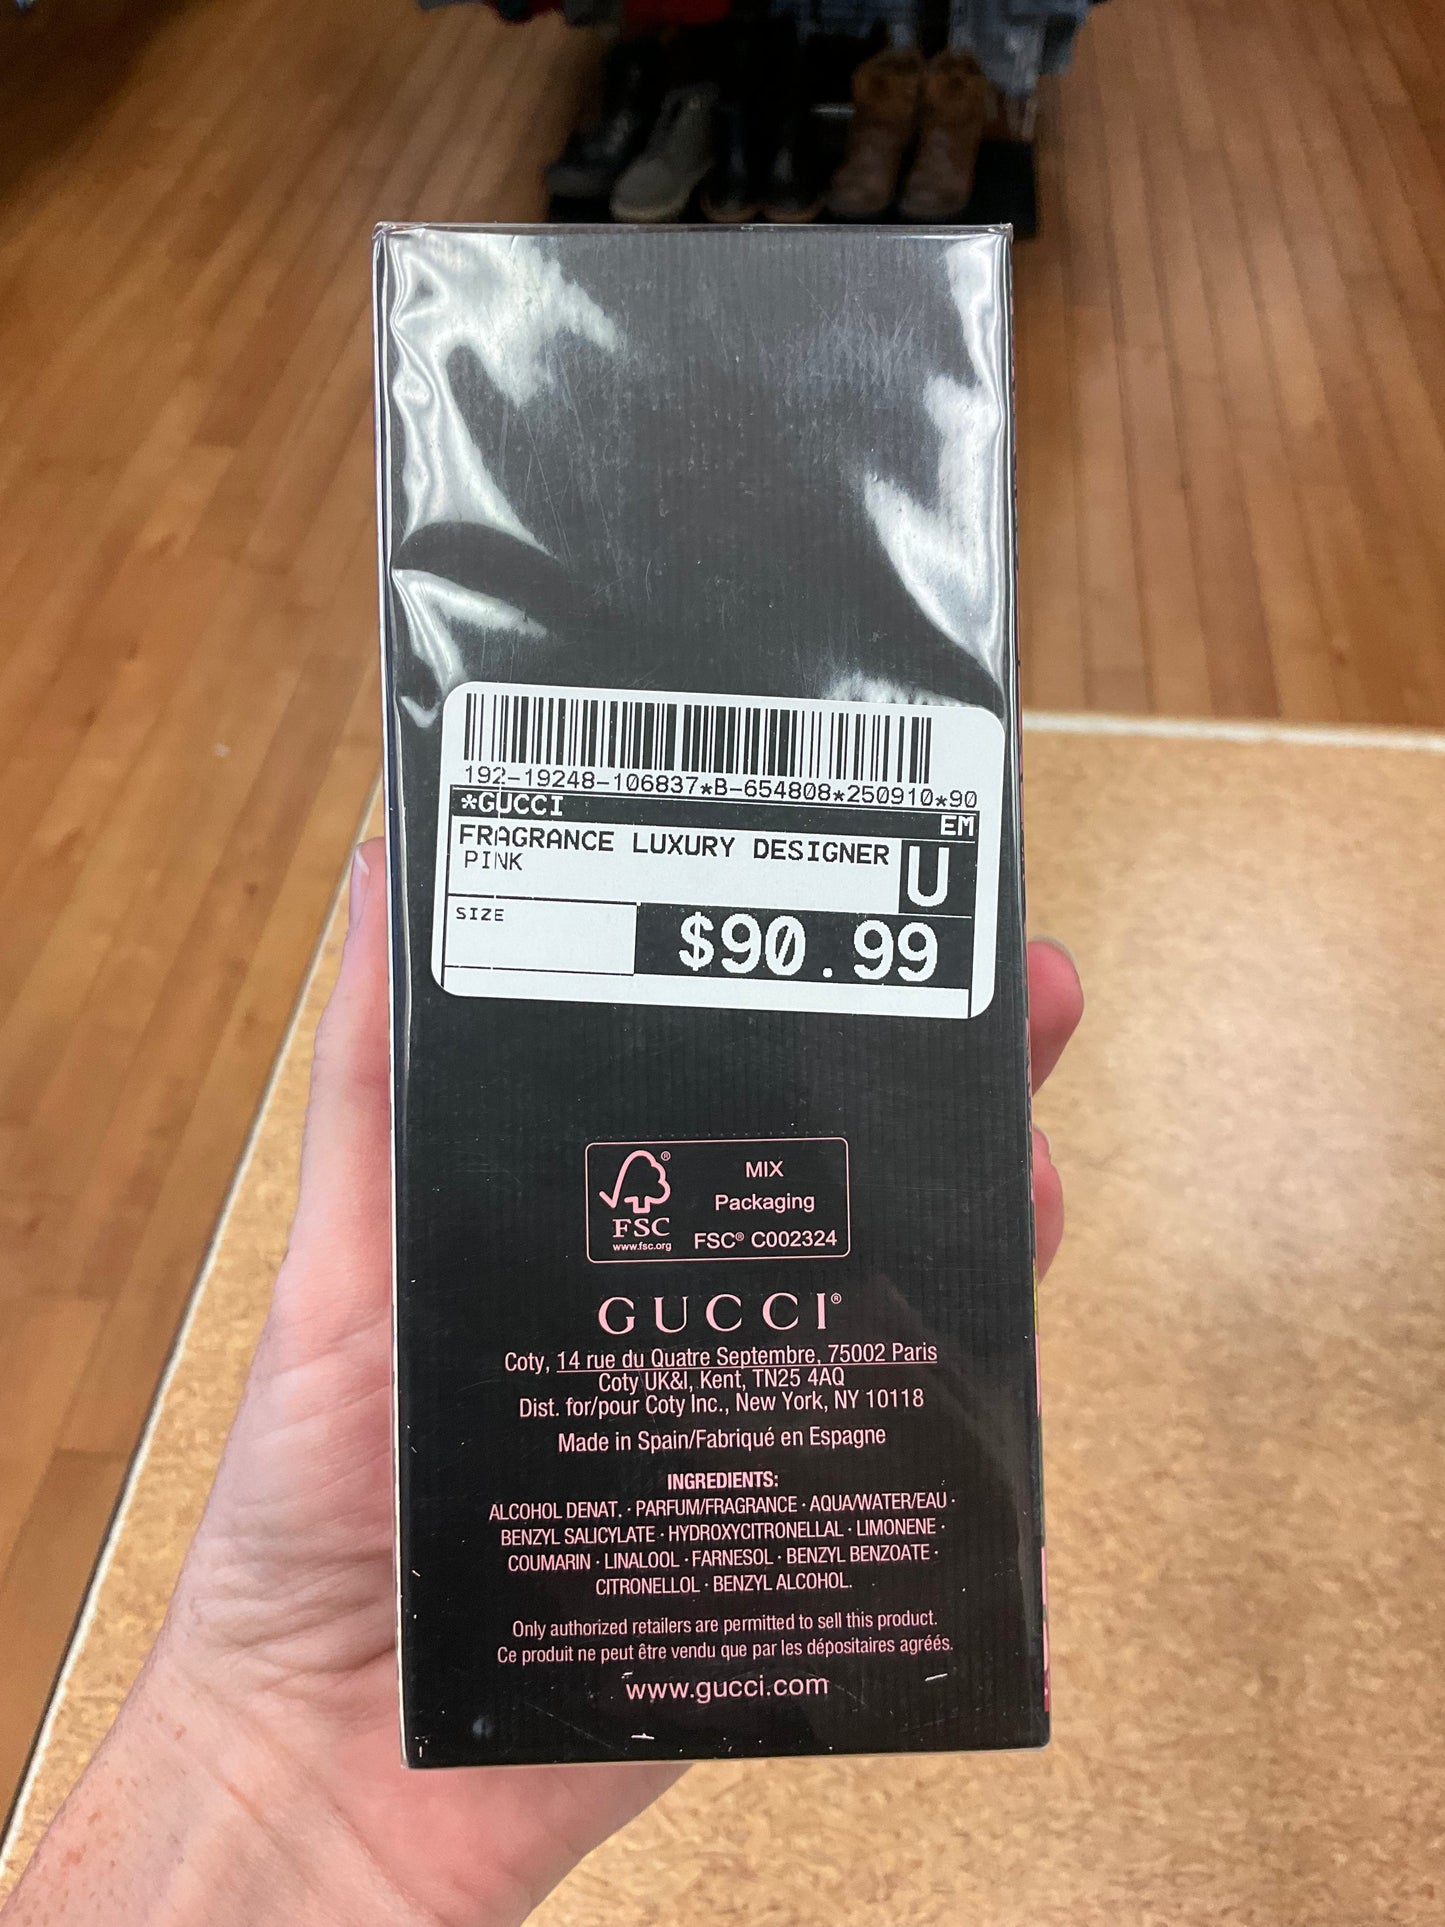 192-19248-106837*B-654808*250910*90
*GUCCI
EM
FRAGRANCE LUXURY DESIGNER
U
PINK
SIZE
$90.99
®
MIX
Packaging
FSC
www.fsc.org
FSC® C002324
GUCCI®
Coty, 14 rue du Quatre Septembre, 75002 Paris
Coty UK&I, Kent, TN25 4AQ
Dist. for/pour Coty Inc., New York, NY 10118
Made in Spain/Fabriqué en Espagne
INGREDIENTS:
ALCOHOL DENAT. · PARFUM/FRAGRANCE · AQUA/WATER/EAU ·
BENZYL SALICYLATE · HYDROXYCITRONELLAL · LIMONENE ·
COUMARIN · LINALOOL · FARNESOL · BENZYL BENZOATE ·
CITRONELLOL · BENZYL ALCOHOL.
Only authorized retailers are permitted to sell this product.
Ce produit ne peut être vendu que par les dépositaires agréés.
www.gucci.com